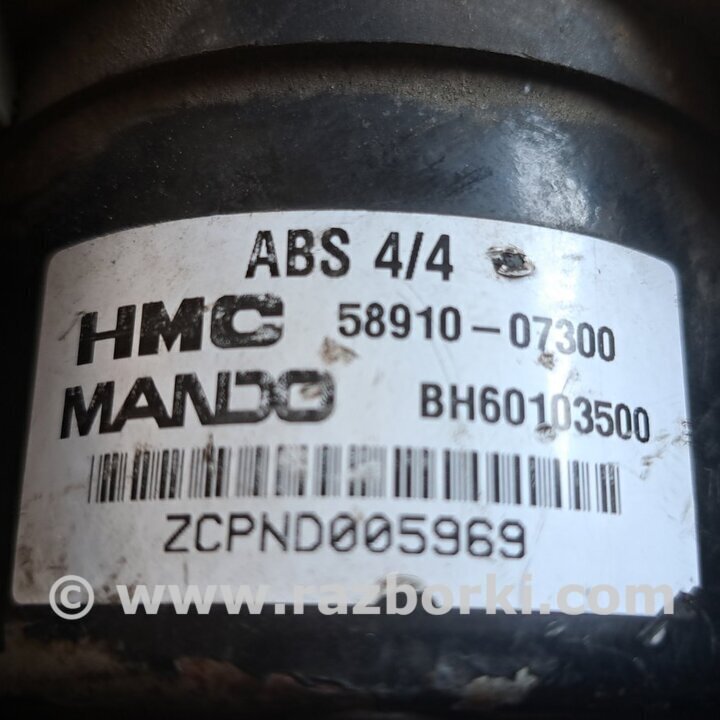 ABS 4/4
HMC 58910-07300
MANDO BH60103500
ZCPND005969
© www.razborki.com